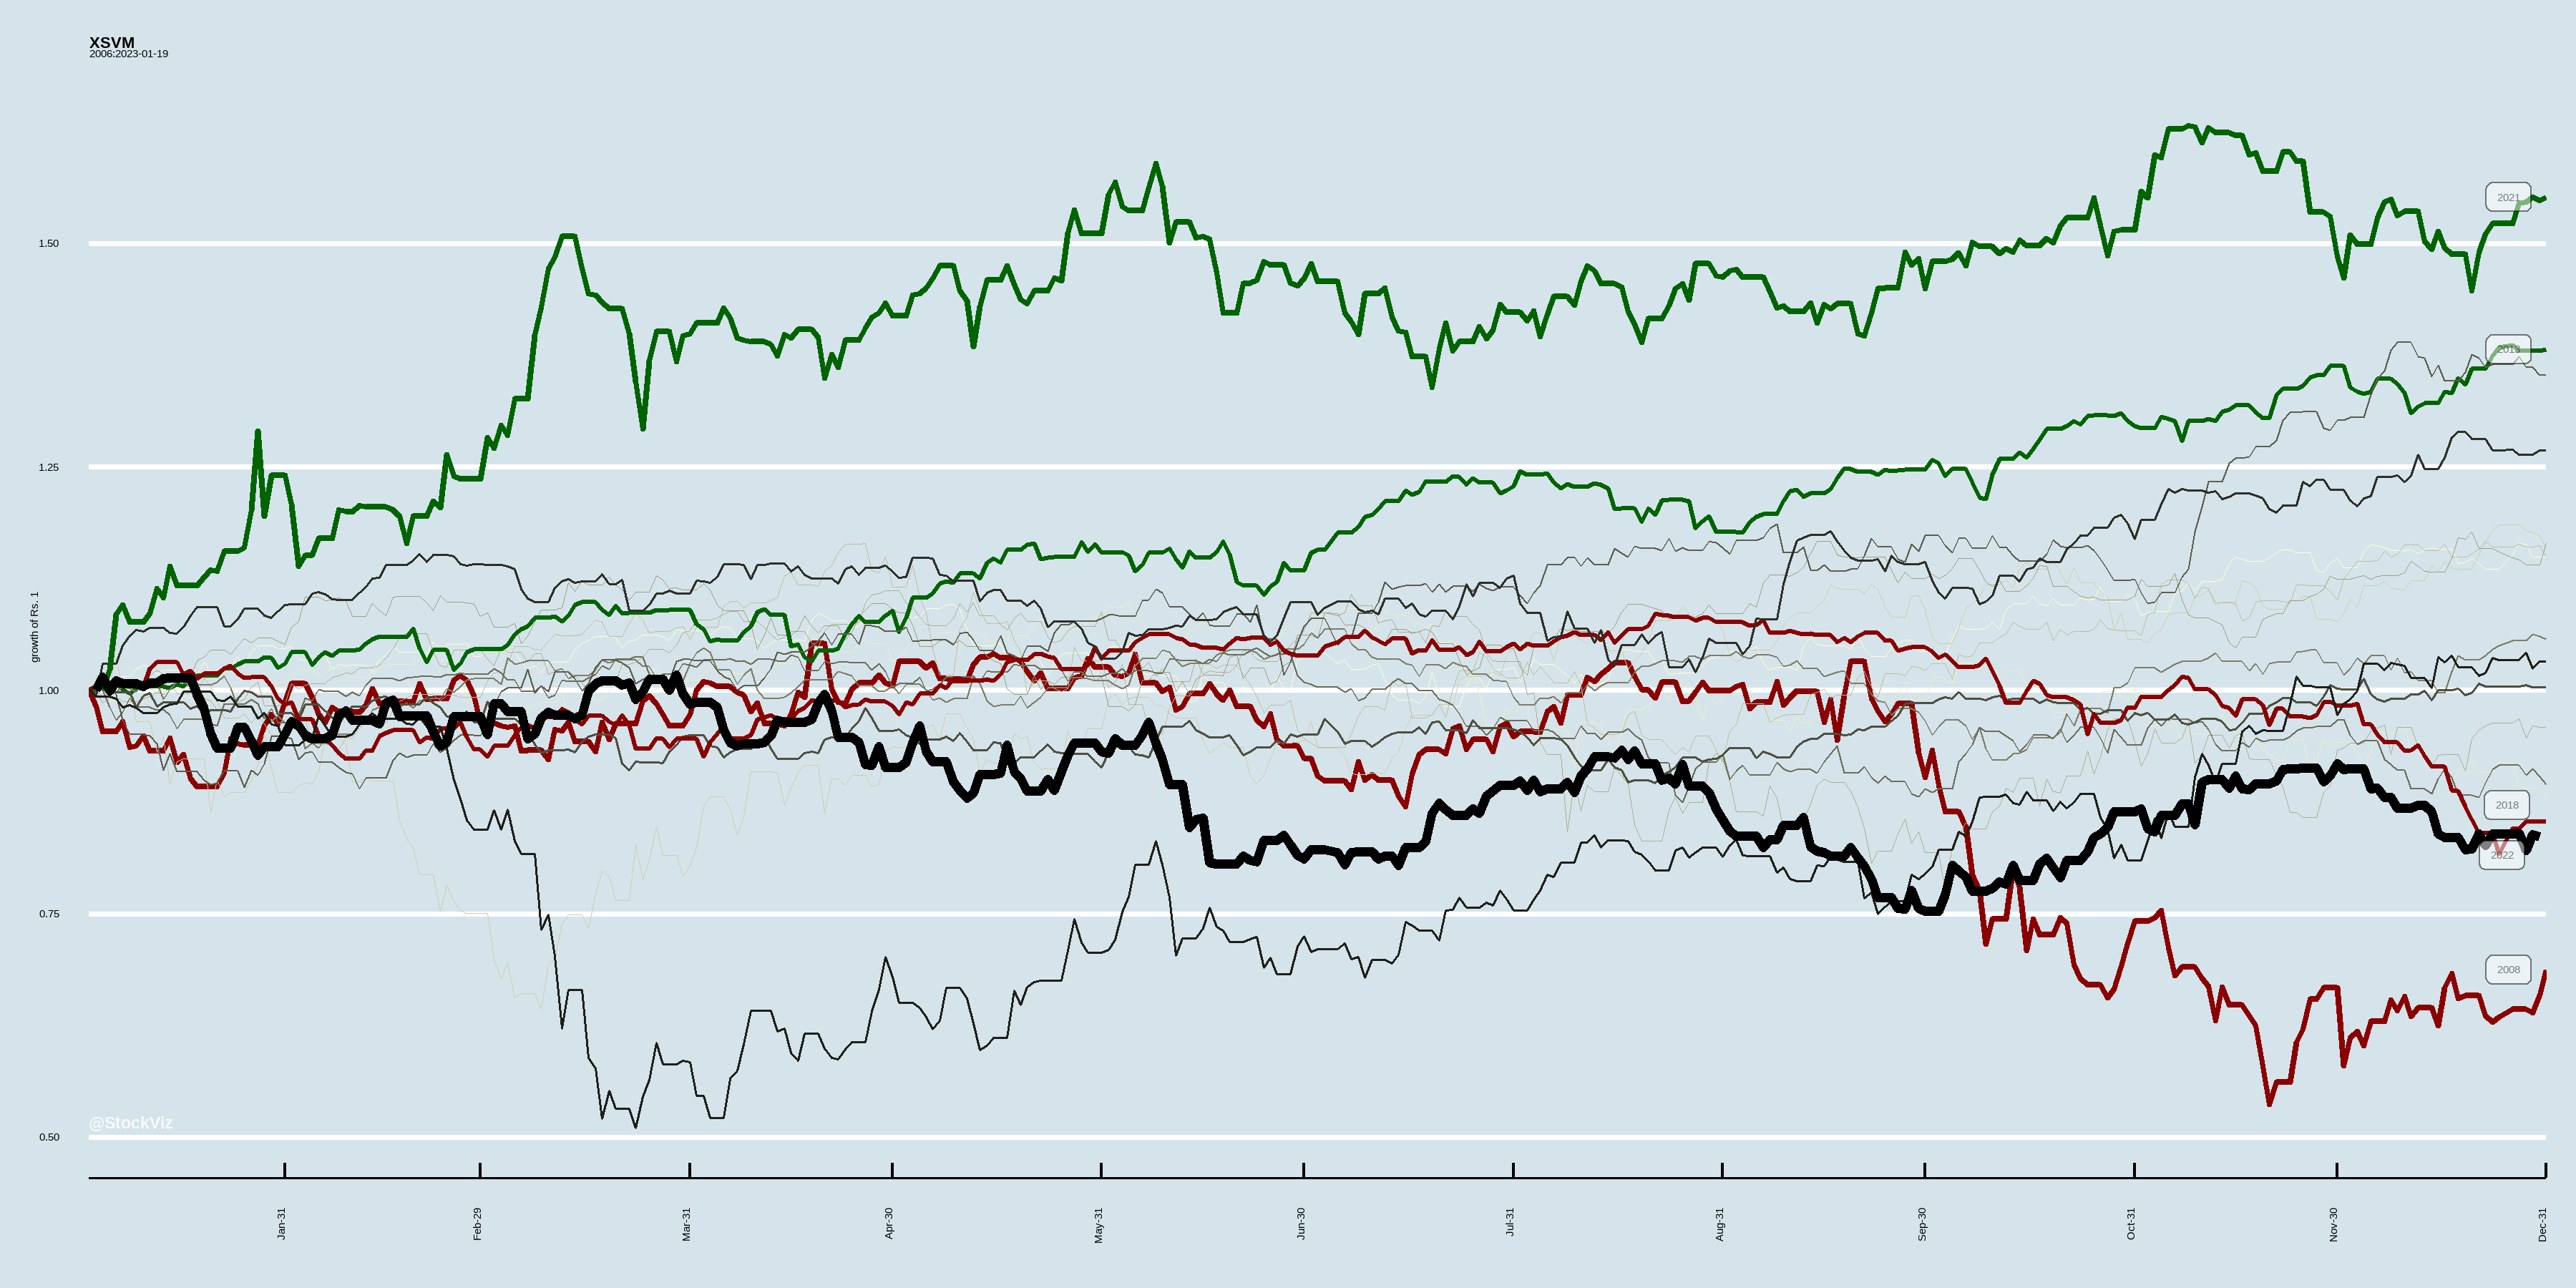 XSVM
2006:2023-01-19
growth of Rs. 1
1.50
1.25
1.00
0.75
0.50
2021
2018
2022
2008
@StockViz
Jan-31
Feb-29
Mar-31
Apr-30
May-31
Jun-30
Jul-31
Aug-31
Sep-30
Oct-31
Nov-30
Dec-31